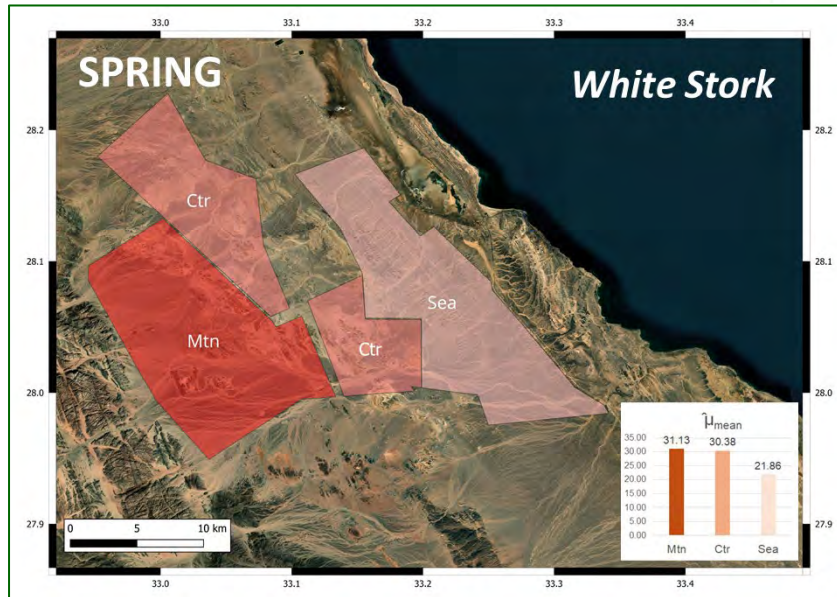 33.0 33.1 33.2 33.3 33.4
SPRING
White Stork
28.2 28.2
Ctr
28.1 28.1
Sea
Mtn
Ctr
28.0 28.0
μ̂mean
35.00
30.00
25.00
20.00
15.00
10.00
5.00
0.00
31.13 30.38 21.86
Mtn Ctr Sea
27.9 27.9
0 5 10 km
33.0 33.1 33.2 33.3 33.4